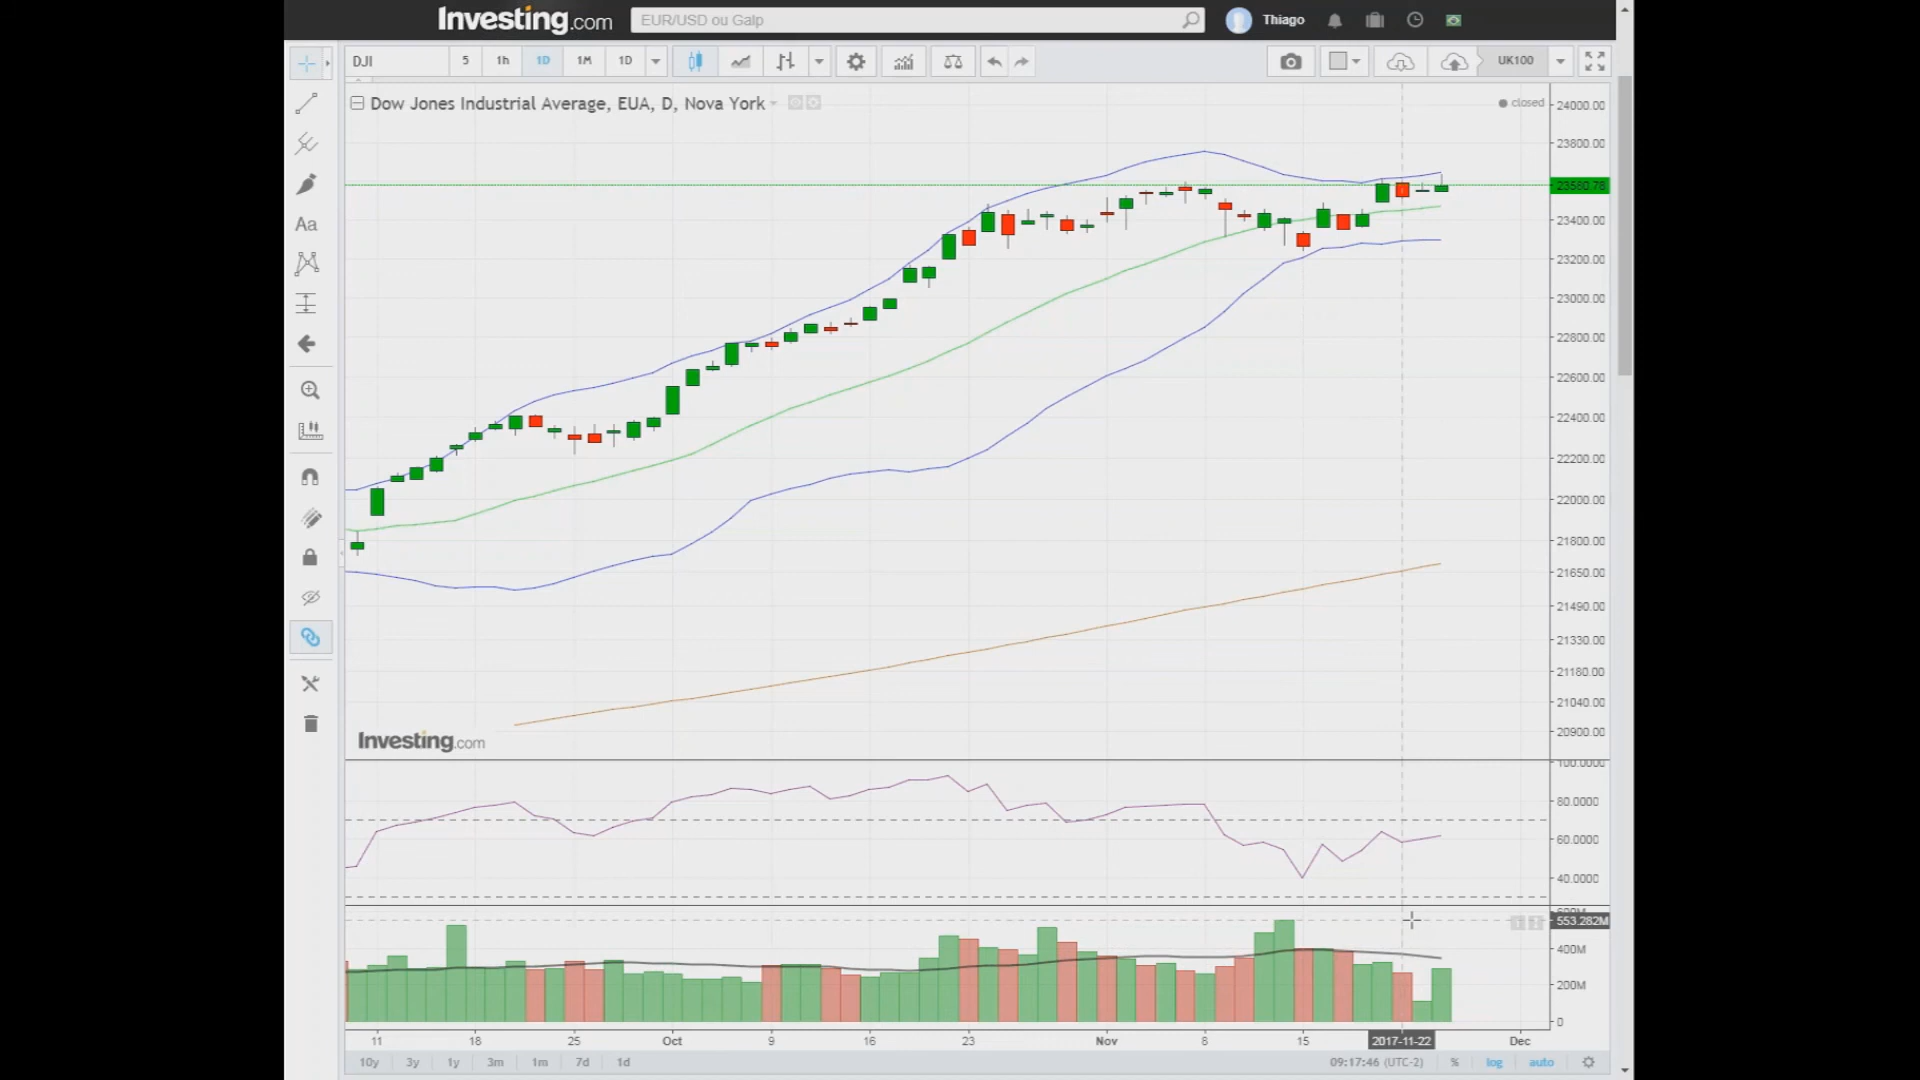 Investing.com
EUR/USD ou Galp
Thiago
DJI
5
1h
1D
1M
1D
UK100
Dow Jones Industrial Average, EUA, D, Nova York
closed
Aa
24000.00
23800.00
23580.78
23400.00
23200.00
23000.00
22800.00
22600.00
22400.00
22200.00
22000.00
21800.00
21650.00
21490.00
21330.00
21180.00
21040.00
20900.00
Investing.com
100.0000
80.0000
60.0000
40.0000
553.282M
400M
200M
0
11
18
25
Oct
9
16
23
Nov
8
15
2017-11-22
Dec
10y
3y
1y
3m
1m
7d
1d
09:17:46 (UTC-2)
%
log
auto